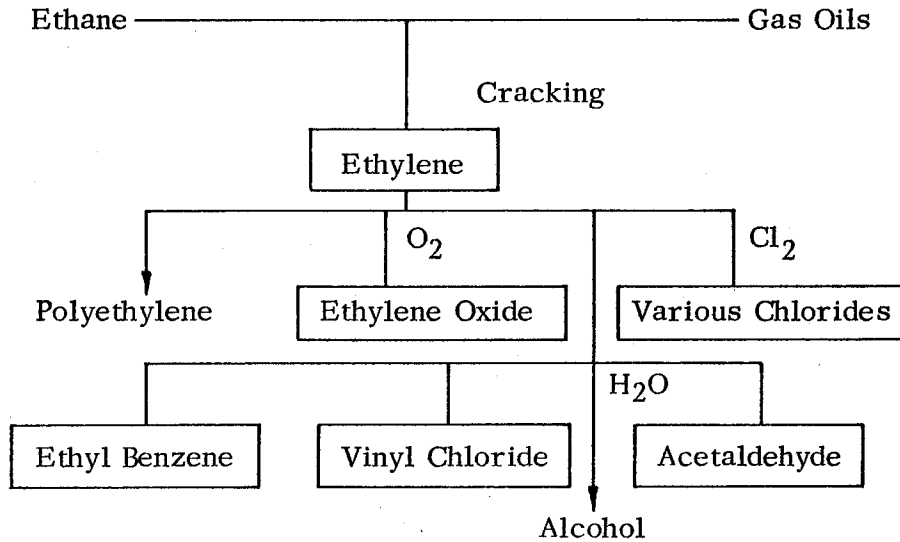 Ethane Gas Oils
Cracking
Ethylene
O₂ Cl₂
Polyethylene Ethylene Oxide Various Chlorides
H₂O
Ethyl Benzene Vinyl Chloride Acetaldehyde
Alcohol